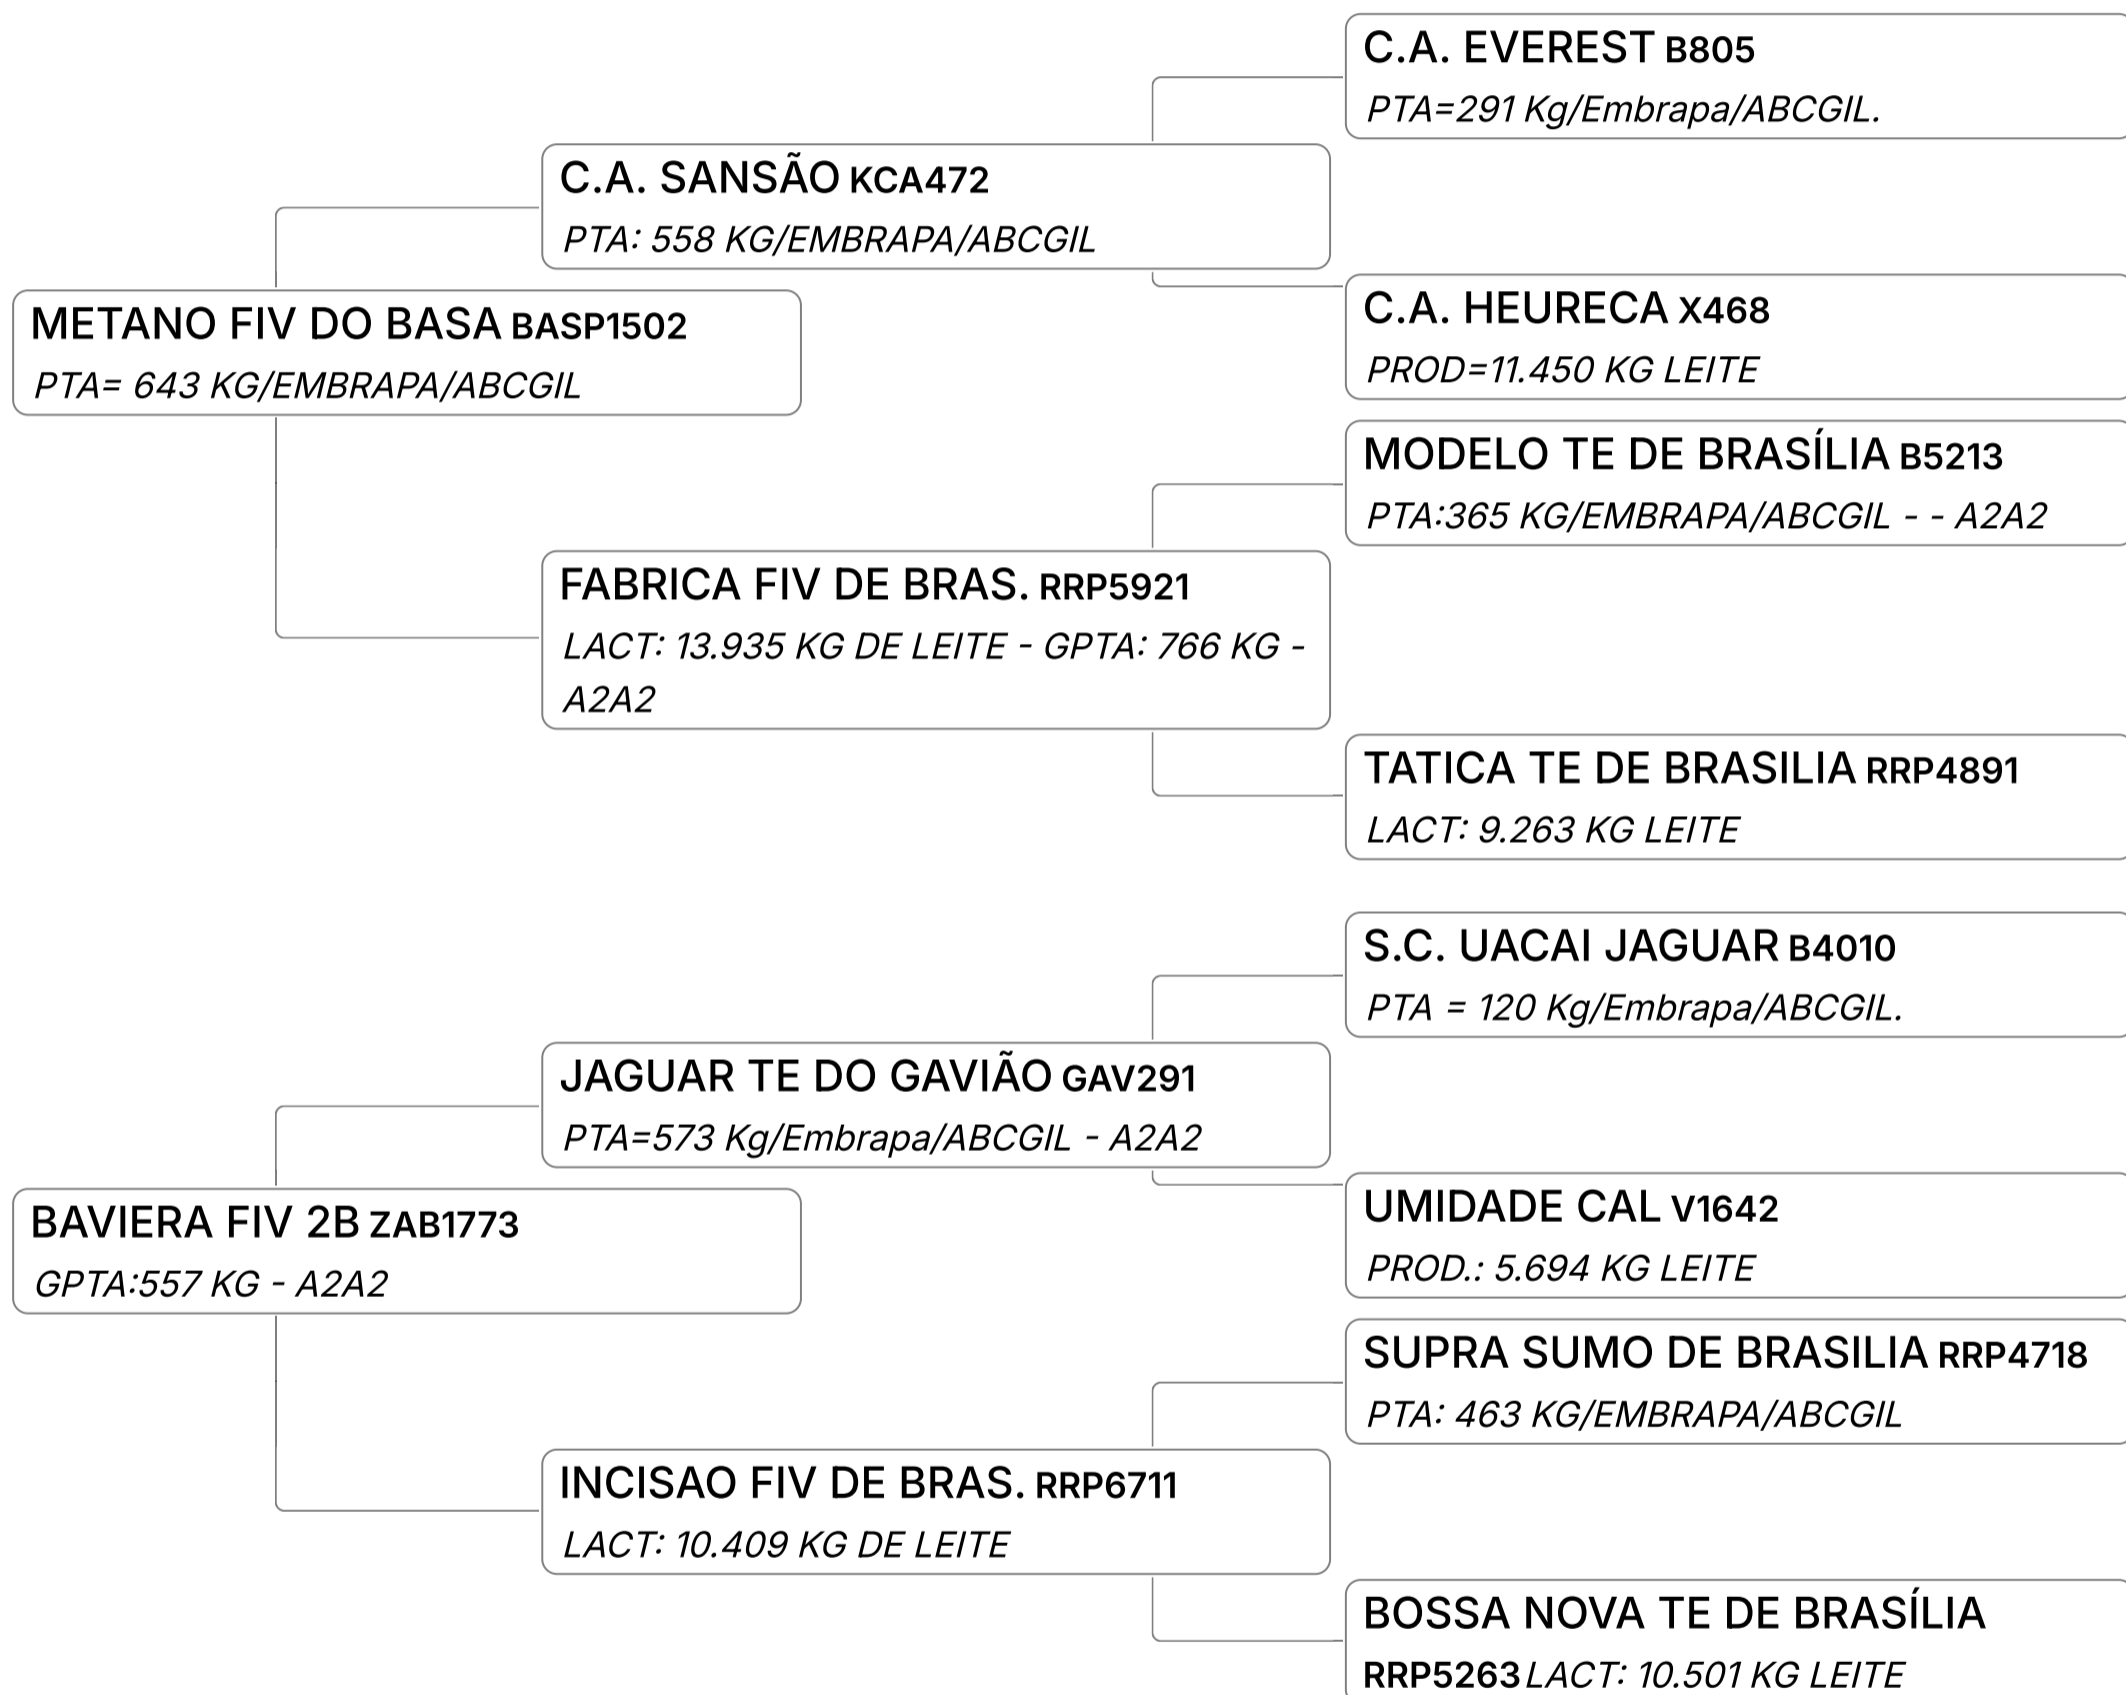 C.A. EVEREST B805
PTA=291 Kg/Embrapa/ABCGIL.
C.A. SANSÃO KCA472
PTA: 558 KG/EMBRAPA/ABCGIL
C.A. HEURECA X468
PROD=11.450 KG LEITE
METANO FIV DO BASA BASP1502
PTA= 643 KG/EMBRAPA/ABCGIL
MODELO TE DE BRASÍLIA B5213
PTA:365 KG/EMBRAPA/ABCGIL - - A2A2
FABRICA FIV DE BRAS. RRP5921
LACT: 13.935 KG DE LEITE - GPTA: 766 KG -
A2A2
TATICA TE DE BRASILIA RRP4891
LACT: 9.263 KG LEITE
S.C. UACAI JAGUAR B4010
PTA = 120 Kg/Embrapa/ABCGIL.
JAGUAR TE DO GAVIÃO GAV291
PTA=573 Kg/Embrapa/ABCGIL - A2A2
UMIDADE CAL V1642
PROD.: 5.694 KG LEITE
BAVIERA FIV 2B ZAB1773
GPTA:557 KG - A2A2
SUPRA SUMO DE BRASILIA RRP4718
PTA: 463 KG/EMBRAPA/ABCGIL
INCISAO FIV DE BRAS. RRP6711
LACT: 10.409 KG DE LEITE
BOSSA NOVA TE DE BRASÍLIA
RRP5263 LACT: 10.501 KG LEITE